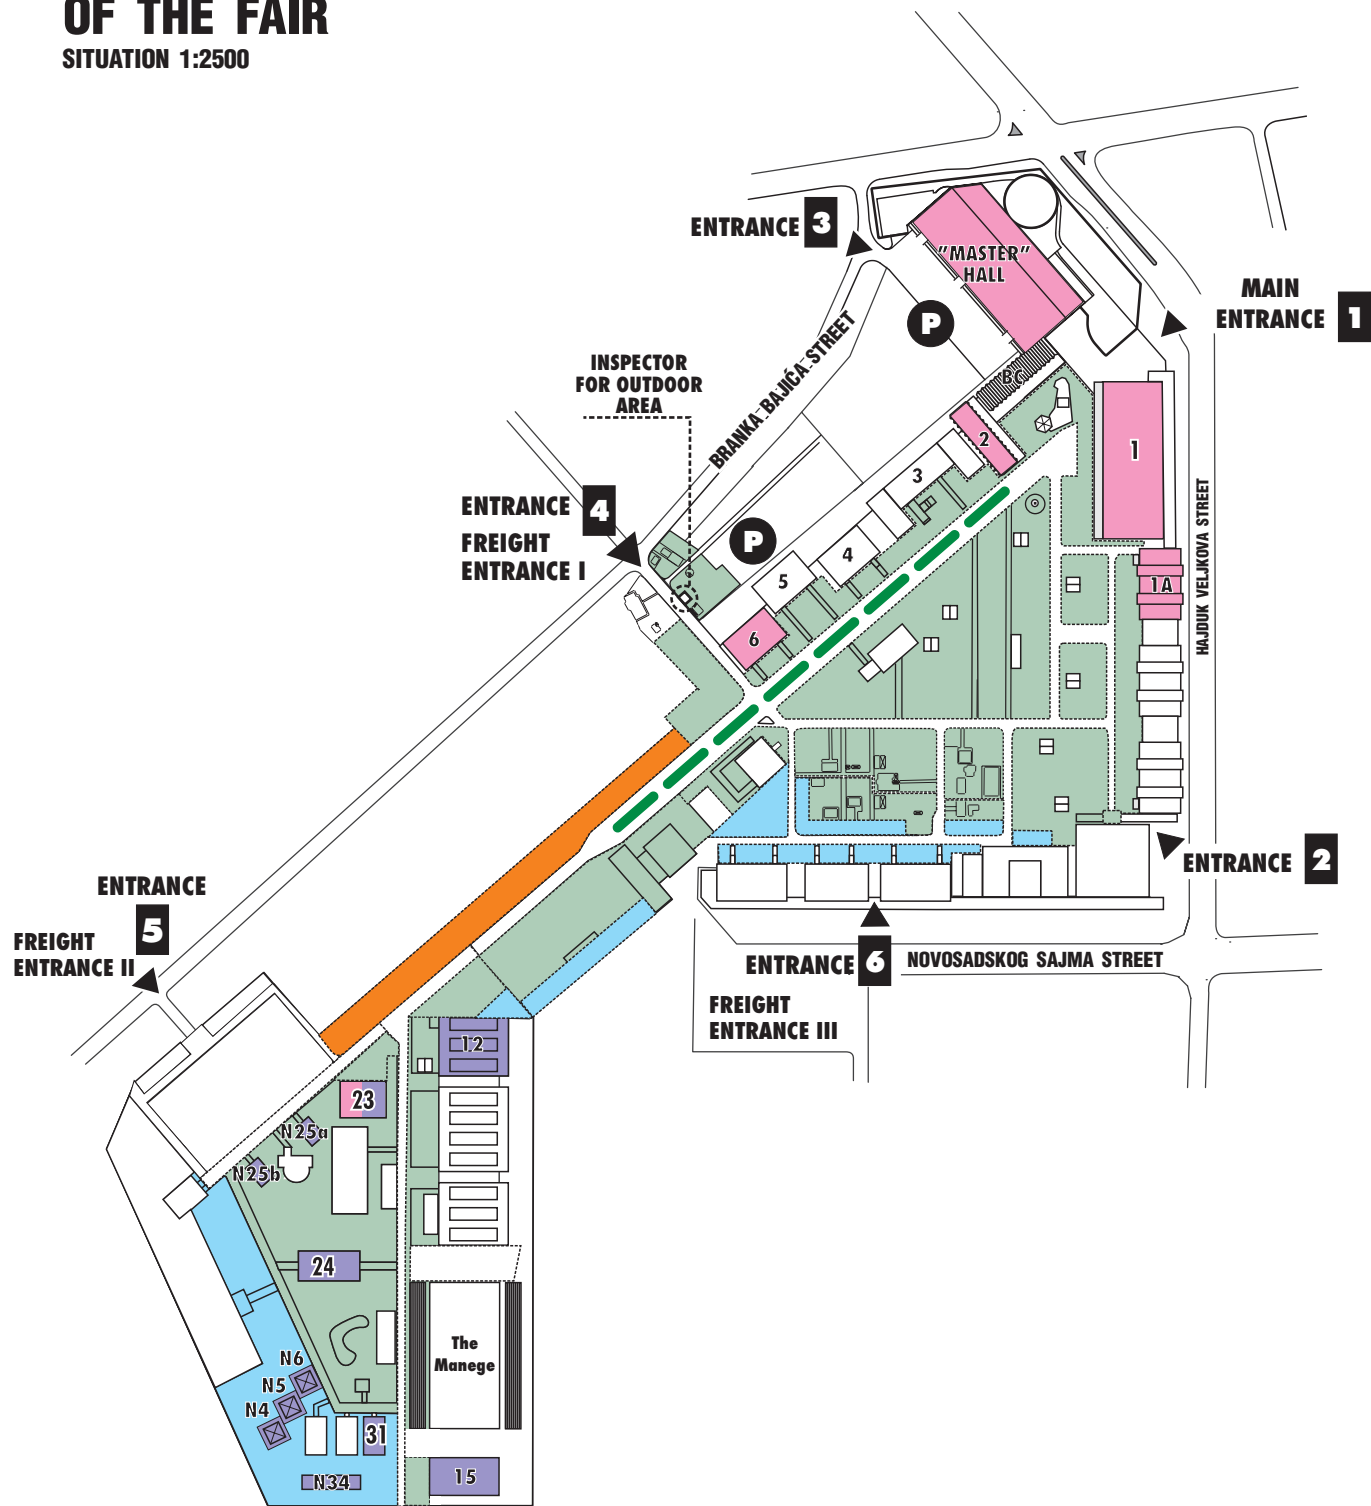 OF THE FAIR
SITUATION 1:2500
ENTRANCE 3
"MASTER"
HALL
MAIN
ENTRANCE 1
P
BRANKA BAJIĆA STREET
INSPECTOR
FOR OUTDOOR
AREA
BC
2
1
3
ENTRANCE 4
FREIGHT
ENTRANCE I
P
4
5
6
1A
HAJDUK VELJKOVA STREET
ENTRANCE 2
ENTRANCE
5
FREIGHT
ENTRANCE II
ENTRANCE 6
NOVOSADSKOG SAJMA STREET
FREIGHT
ENTRANCE III
12
23
N25a
N25b
24
The
Manege
N6
N5
N4
31
N34
15